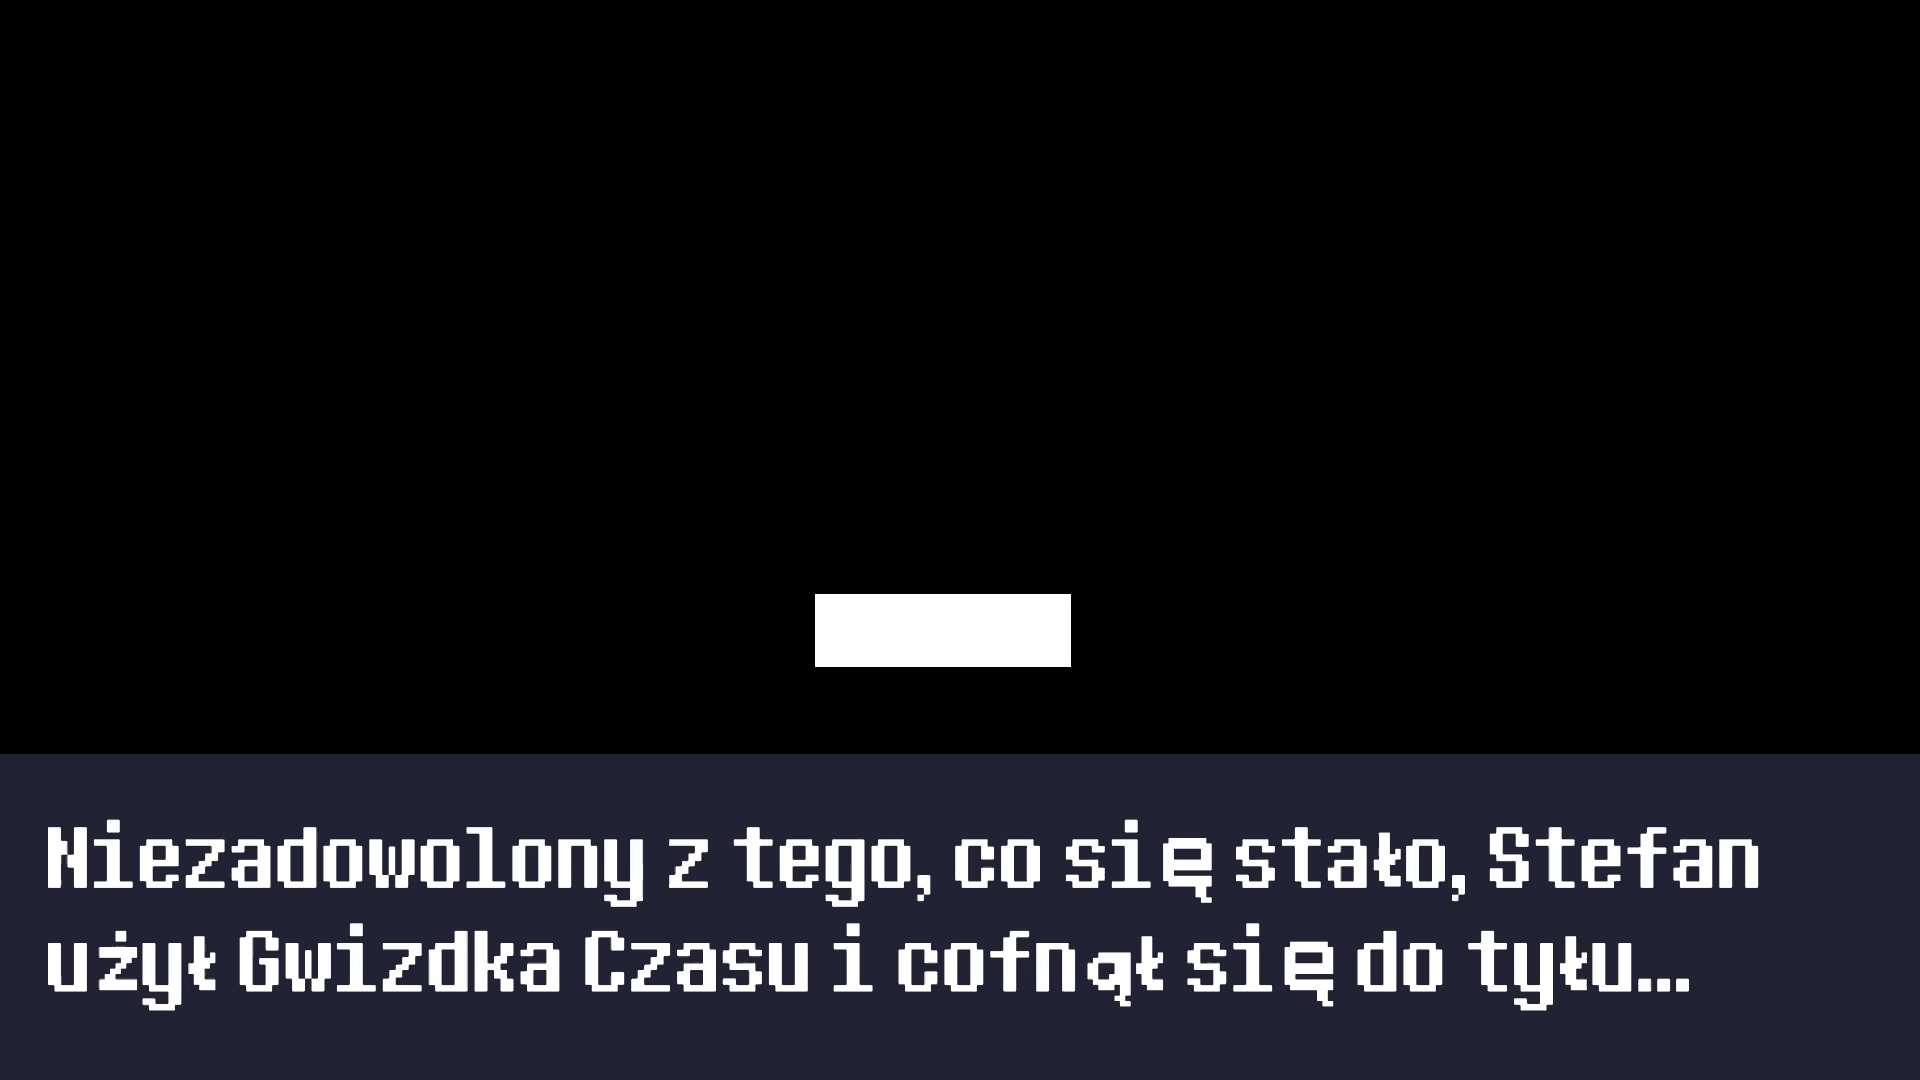 Niezadowolony z tego, co się stało, Stefan
użył Gwizdka Czasu i cofnął się do tyłu...